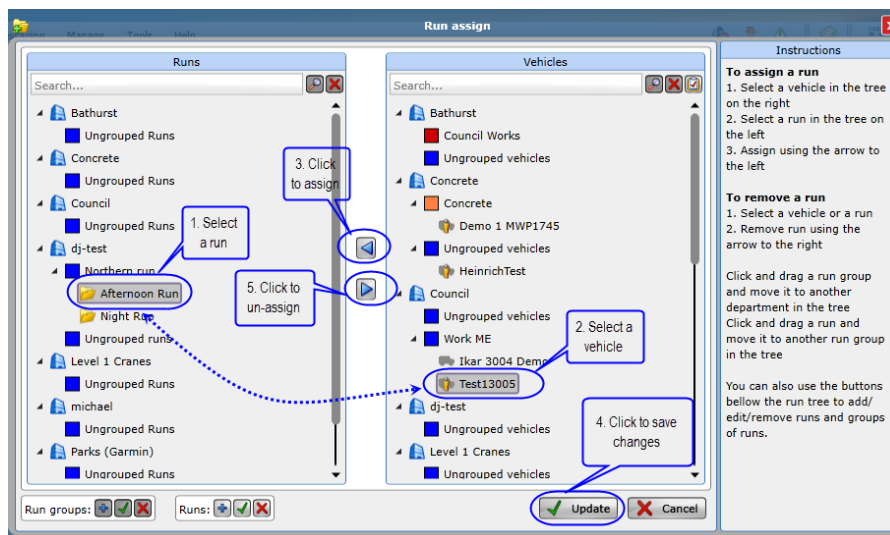 Run assign
Manage Tools Help
Runs
Search...
Bathurst
Ungrouped Runs
Concrete
Ungrouped Runs
Council
Ungrouped Runs
dj-test
Northern run
Afternoon Run
Night Run
Ungrouped runs
Level 1 Cranes
Ungrouped Runs
michael
Ungrouped Runs
Parks (Garmin)
Ungrouped Runs
1. Select
a run
3. Click
to assign
5. Click to
un-assign
Vehicles
Search...
Bathurst
Council Works
Ungrouped vehicles
Concrete
Concrete
Demo 1 MWP1745
Ungrouped vehicles
HeinrichTest
Council
Ungrouped vehicles
Work ME
Ikar 3004 Demo
Test13005
dj-test
Ungrouped vehicles
Level 1 Cranes
Ungrouped vehicles
2. Select a
vehicle
4. Click to save
changes
Run groups:
Runs:
Update
Cancel
Instructions
To assign a run
1. Select a vehicle in the tree
on the right
2. Select a run in the tree on
the left
3. Assign using the arrow to
the left
To remove a run
1. Select a vehicle or a run
2. Remove run using the
arrow to the right
Click and drag a run group
and move it to another
department in the tree
Click and drag a run and
move it to another run group
in the tree
You can also use the buttons
bellow the run tree to add/
edit/remove runs and groups
of runs.